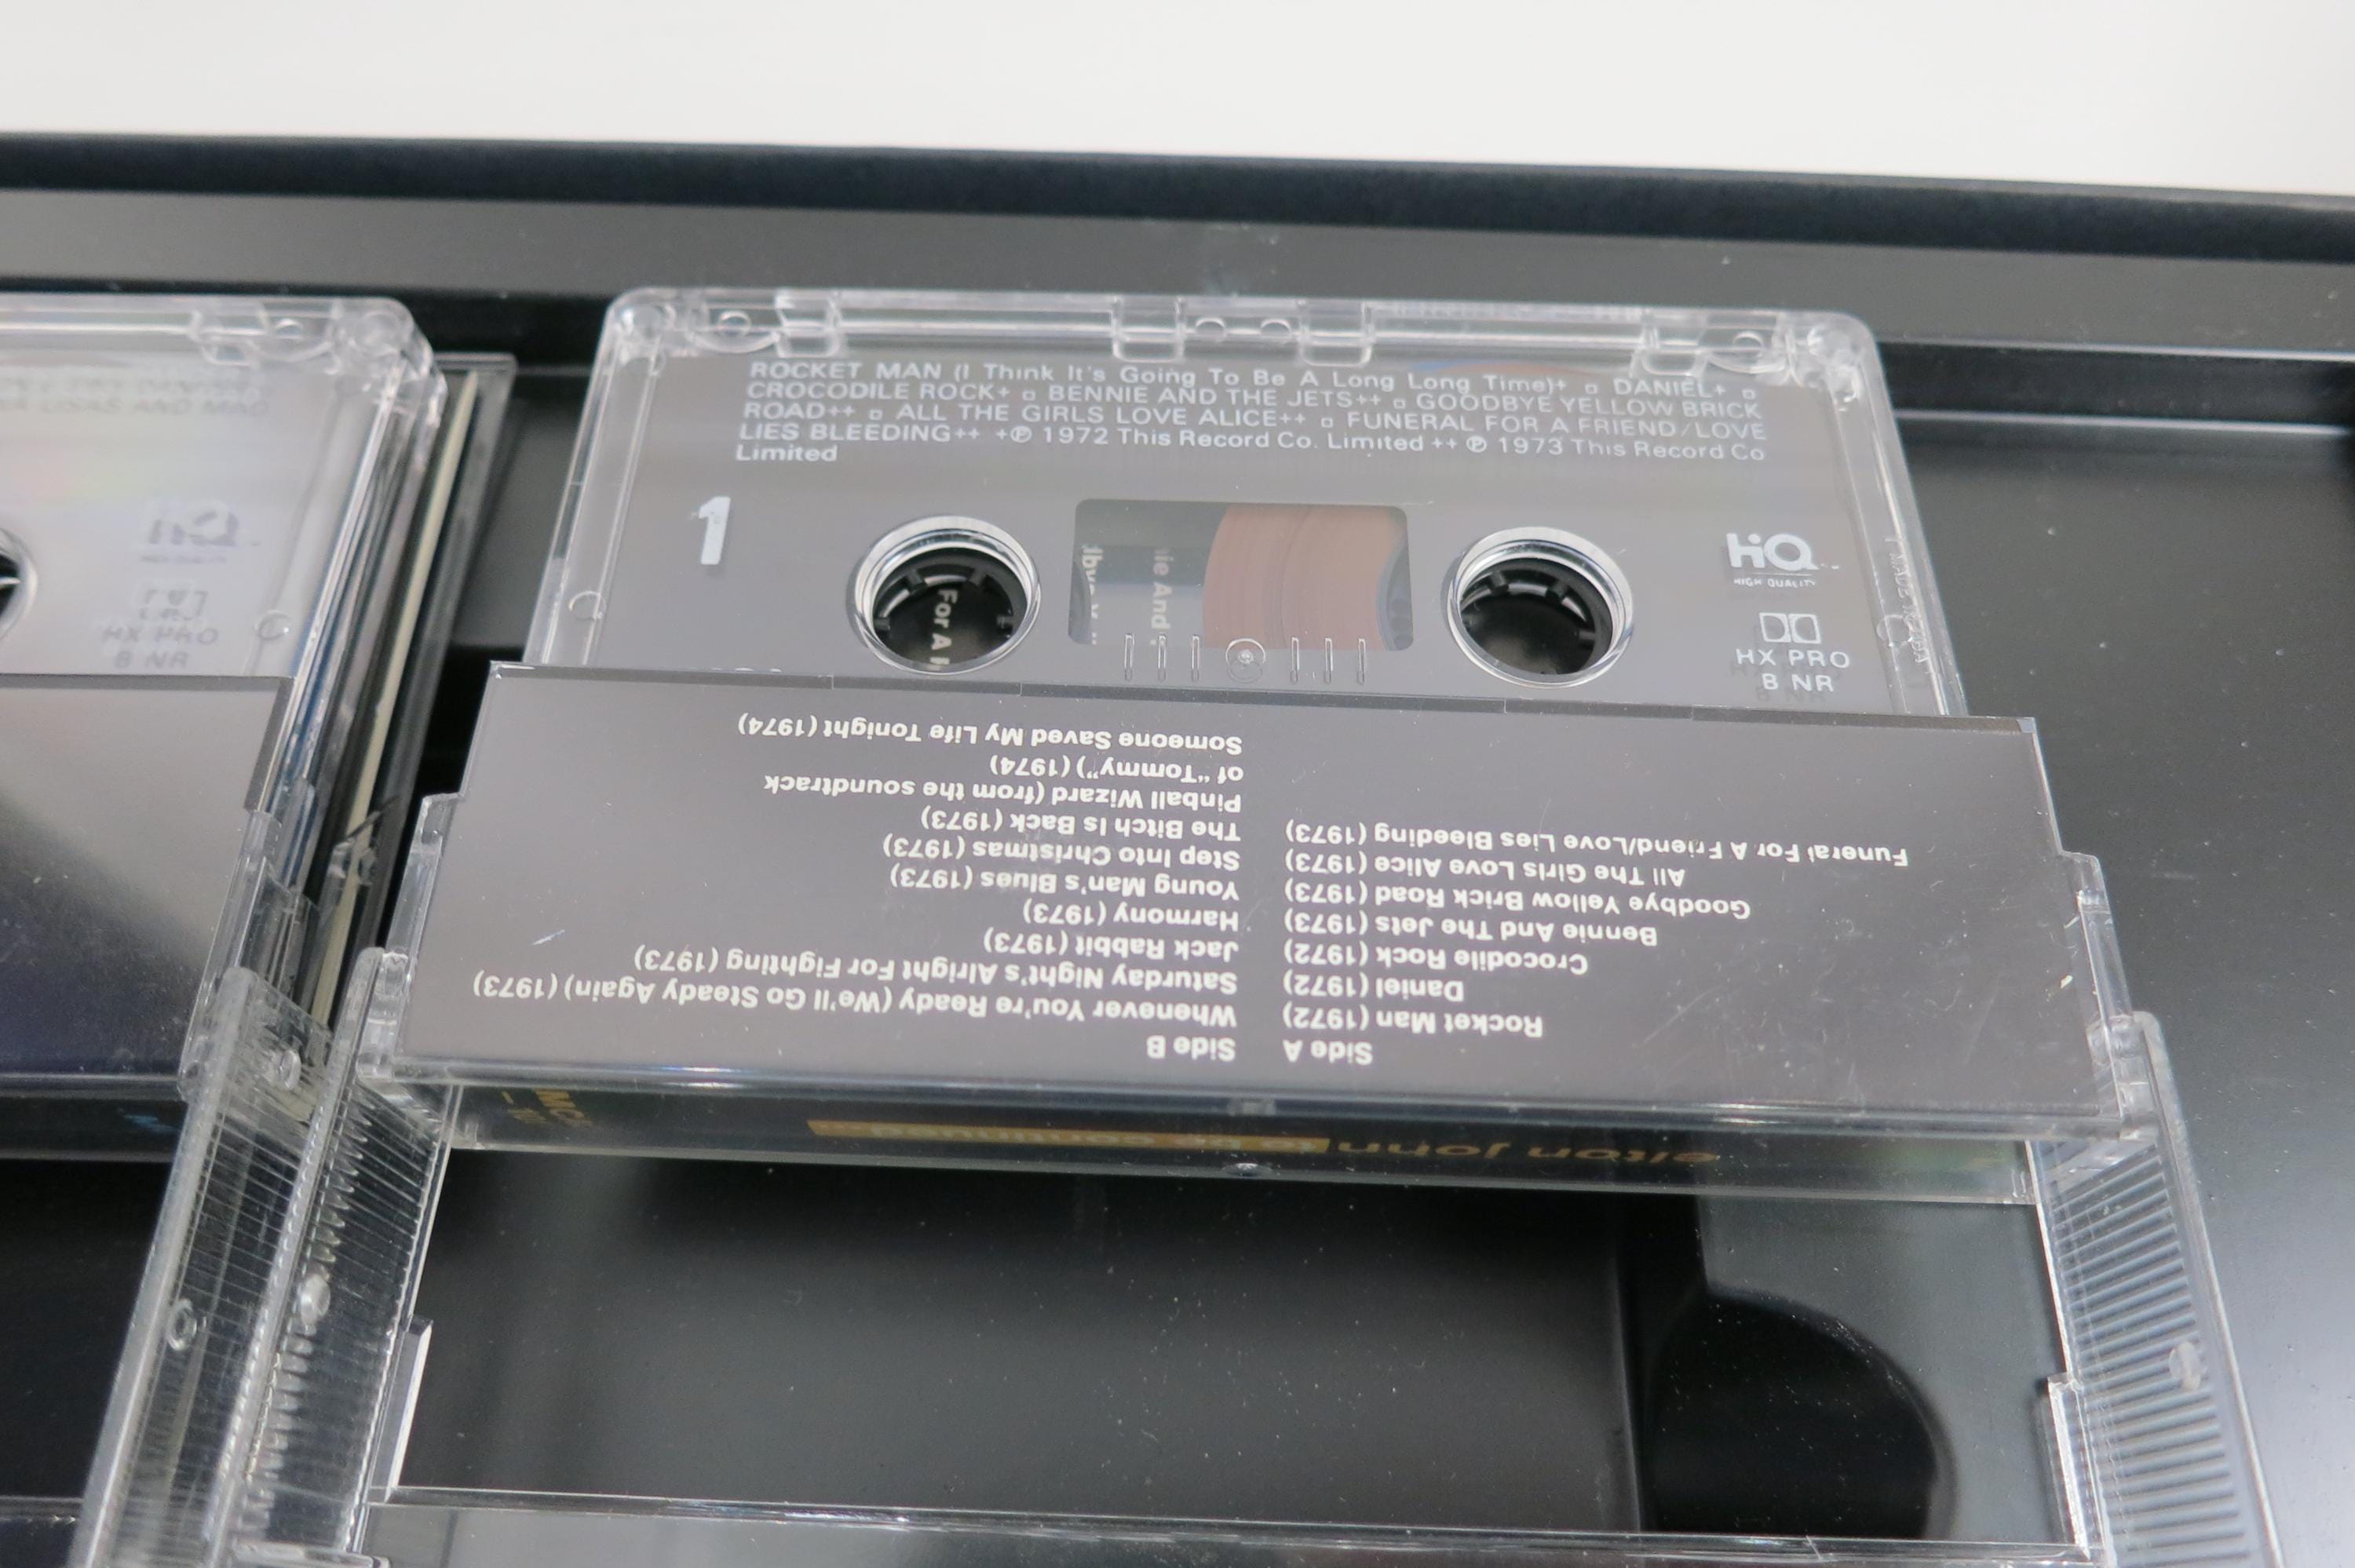 ROCKET MAN (I Think It's Going To Be A Long Long Time)+ ▫ DANIEL+ ▫
CROCODILE ROCK+ ▫ BENNIE AND THE JETS++ ▫ GOODBYE YELLOW BRICK
ROAD++ ▫ ALL THE GIRLS LOVE ALICE++ ▫ FUNERAL FOR A FRIEND/LOVE
LIES BLEEDING++ +℗ 1972 This Record Co. Limited ++ ℗ 1973 This Record Co
Limited
1
HQ
HIGH QUALITY
HX PRO
B NR
For A
And
Side A
Rocket Man (1972)
Daniel (1972)
Crocodile Rock (1972)
Bennie And The Jets (1973)
Goodbye Yellow Brick Road (1973)
All The Girls Love Alice (1973)
Funeral For A Friend/Love Lies Bleeding (1973)
Side B
Whenever You're Ready (We'll Go Steady Again) (1973)
Saturday Night's Alright For Fighting (1973)
Jack Rabbit (1973)
Harmony (1973)
Young Man's Blues (1973)
Step Into Christmas (1973)
The Bitch Is Back (1973)
Pinball Wizard (from the soundtrack
of "Tommy") (1974)
Someone Saved My Life Tonight (1974)
elton john to be continued...
HX PRO
B NR